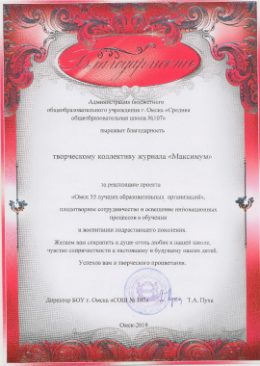 Благодарность
Администрация бюджетного
общеобразовательного учреждения г. Омска «Средняя
общеобразовательная школа №107»
выражает благодарность
творческому коллективу журнала «Максимум»
за реализацию проекта
«Омск 10 лучших образовательных организаций»,
плодотворное сотрудничество и освещение инновационных
процессов в обучении
и воспитании подрастающего поколения.
Желаем вам сохранить в душе огонь любви к нашей школе,
чувство сопричастности к настоящему и будущему наших детей.
Успехов вам и творческого процветания.
Директор БОУ г. Омска «СОШ № 107» Т.А. Пугь
Омск-2019